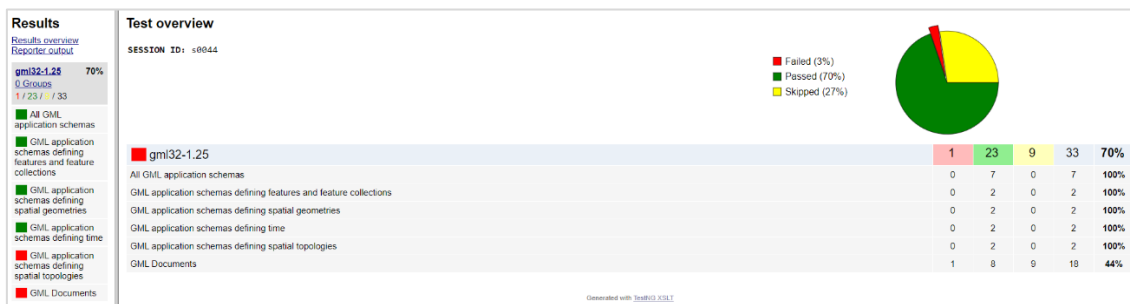 Results
Results overview
Reporter output
gml32-1.25 70%
0 Groups
1 / 23 / 9 / 33
All GML
application schemas
GML application
schemas defining
features and feature
collections
GML application
schemas defining
spatial geometries
GML application
schemas defining time
GML application
schemas defining
spatial topologies
GML Documents
Test overview
SESSION ID: s0044
Failed (3%)
Passed (70%)
Skipped (27%)
gml32-1.25 1 23 9 33 70%
All GML application schemas 0 7 0 7 100%
GML application schemas defining features and feature collections 0 2 0 2 100%
GML application schemas defining spatial geometries 0 2 0 2 100%
GML application schemas defining time 0 2 0 2 100%
GML application schemas defining spatial topologies 0 2 0 2 100%
GML Documents 1 8 9 18 44%
Generated with TestNG XSLT